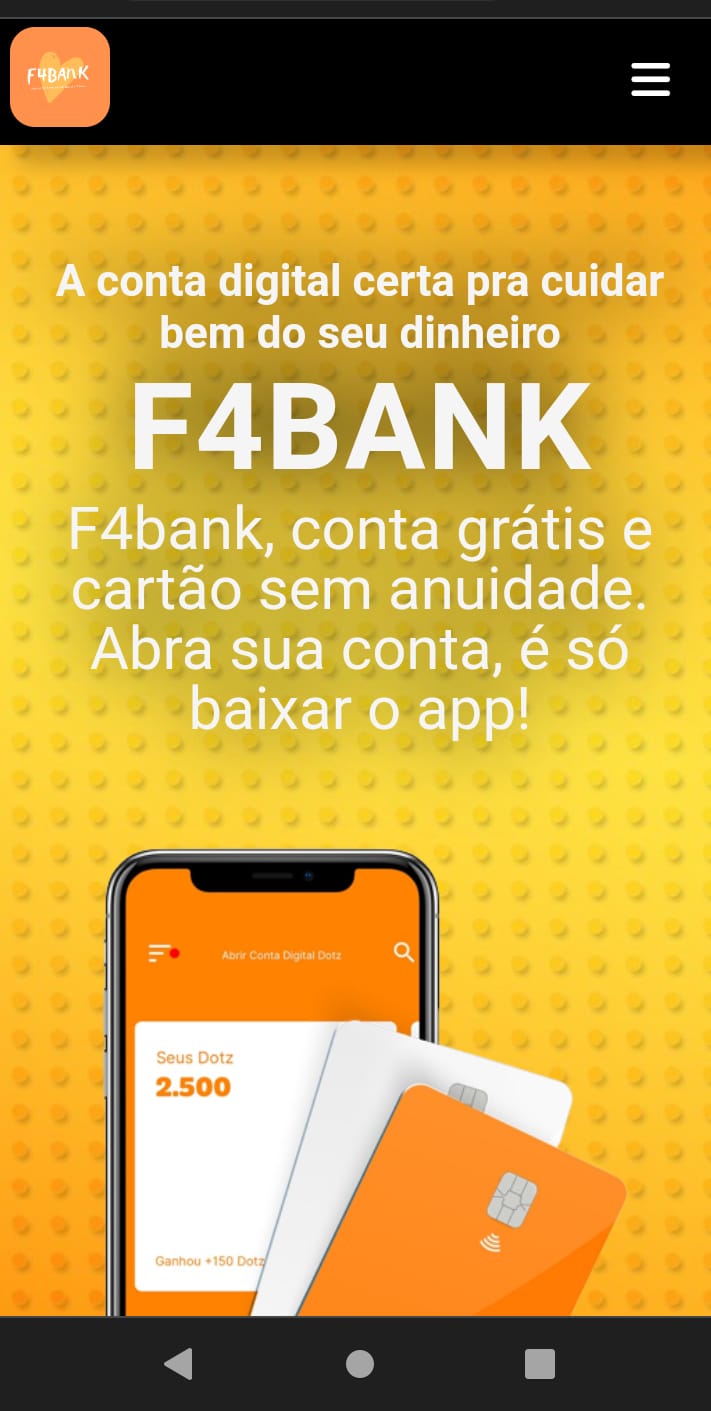 F4BANK
A conta digital certa pra cuidar
bem do seu dinheiro
F4BANK
F4bank, conta grátis e
cartão sem anuidade.
Abra sua conta, é só
baixar o app!
Abrir Conta Digital Dotz
Seus Dotz
2.500
Ganhou +150 Dotz